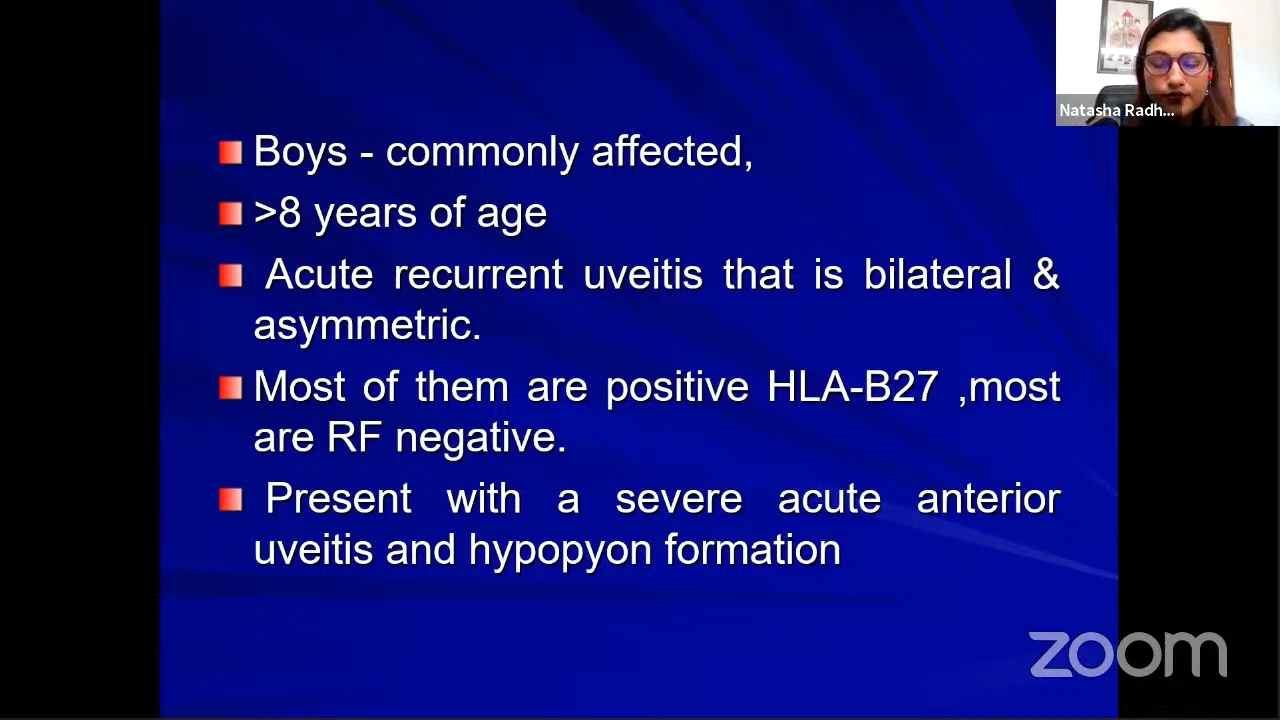 Natasha Radh...
Boys - commonly affected,
>8 years of age
Acute recurrent uveitis that is bilateral &
asymmetric.
Most of them are positive HLA-B27 ,most
are RF negative.
Present with a severe acute anterior
uveitis and hypopyon formation
zoom